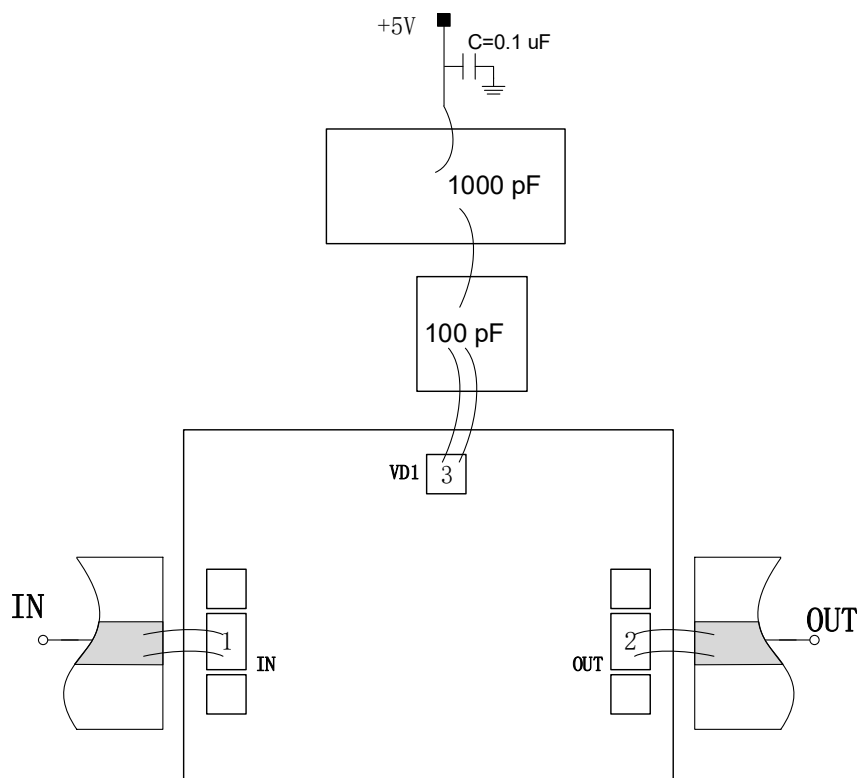 +5V
C=0.1 uF
1000 pF
100 pF
VD1
3
IN
1
IN
2
OUT
OUT